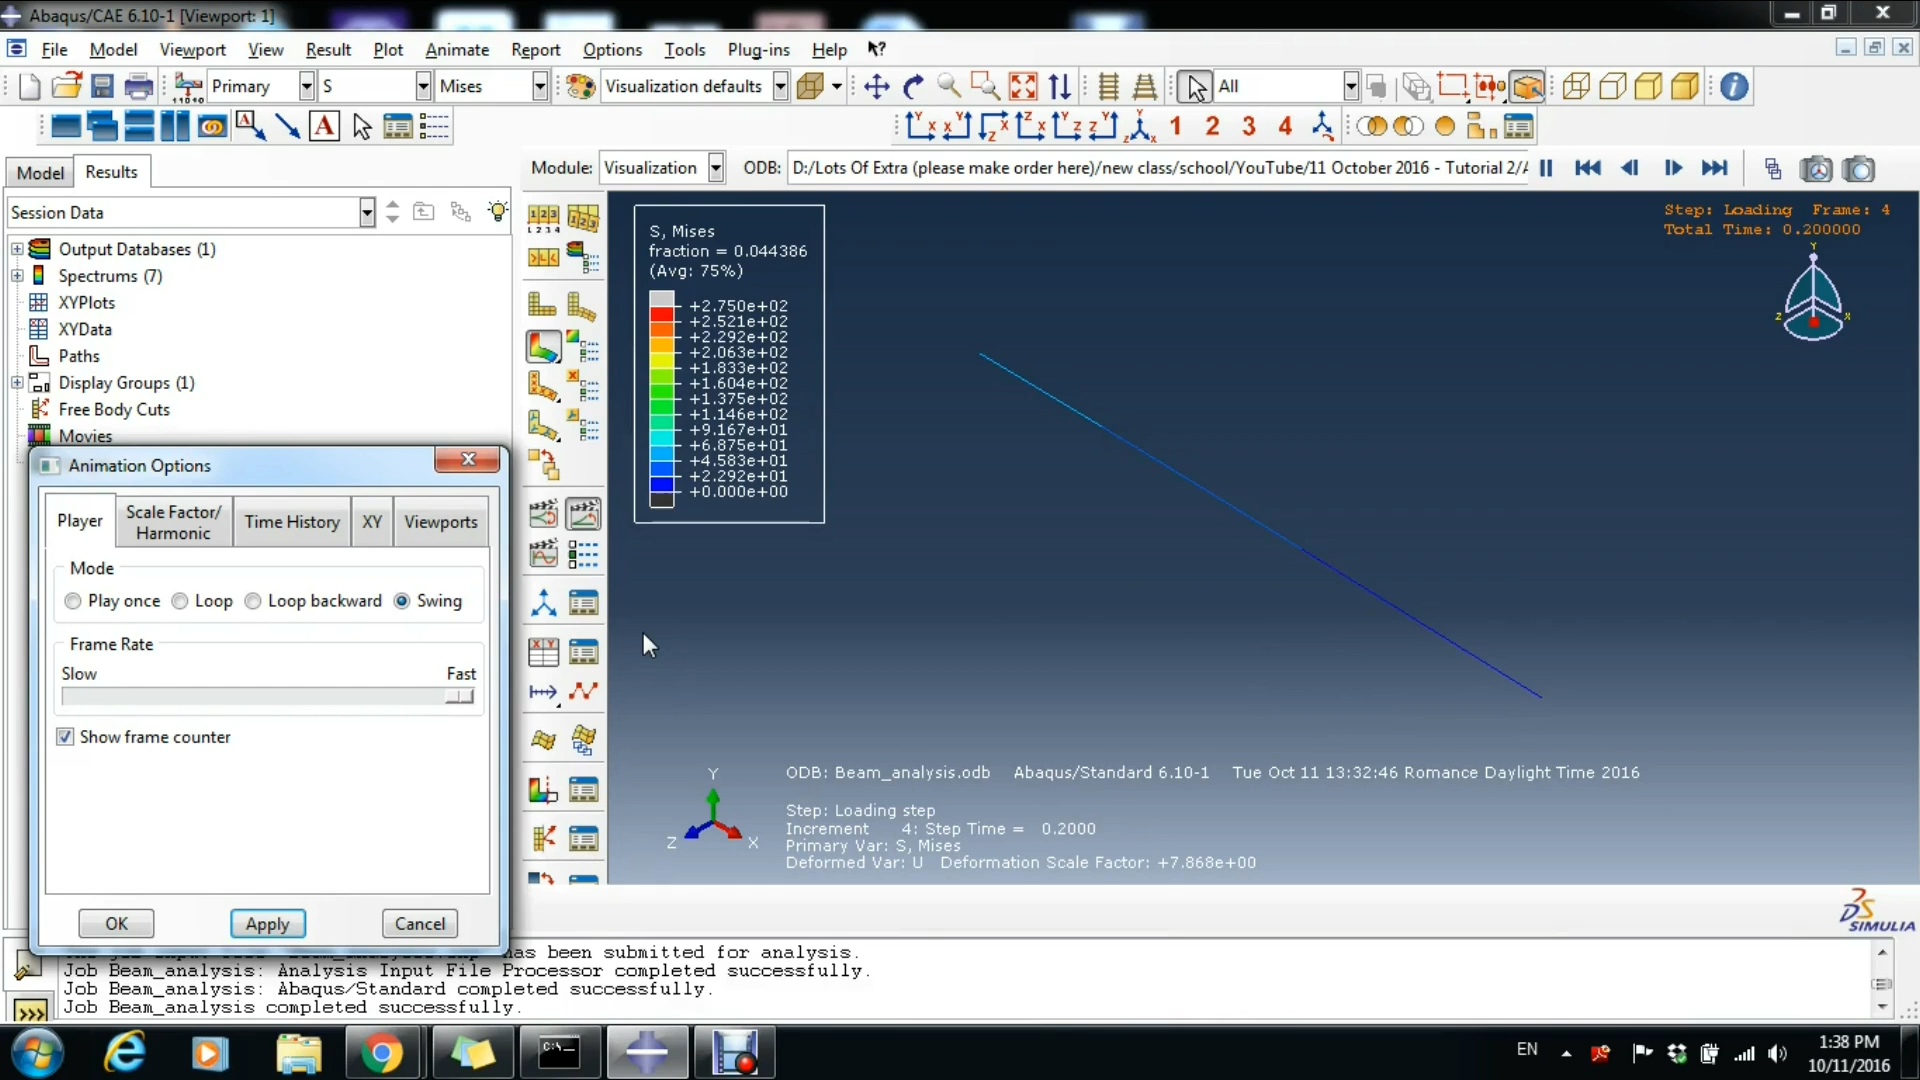 Abaqus/CAE 6.10-1 [Viewport: 1]
File Model Viewport View Result Plot Animate Report Options Tools Plug-ins Help
Primary S Mises Visualization defaults All
1 2 3 4
Model Results
Module: Visualization ODB: D:/Lots Of Extra (please make order here)/new class/school/YouTube/11 October 2016 - Tutorial 2/
Session Data
Output Databases (1)
Spectrums (7)
XYPlots
XYData
Paths
Display Groups (1)
Free Body Cuts
Movies
Animation Options
Player
Scale Factor/
Harmonic
Time History
XY
Viewports
Mode
Play once Loop Loop backward Swing
Frame Rate
Slow Fast
Show frame counter
OK Apply Cancel
S, Mises
fraction = 0.044386
(Avg: 75%)
+2.750e+02
+2.521e+02
+2.292e+02
+2.063e+02
+1.833e+02
+1.604e+02
+1.375e+02
+1.146e+02
+9.167e+01
+6.875e+01
+4.583e+01
+2.292e+01
+0.000e+00
Step: Loading Frame: 4
Total Time: 0.200000
Y
Z X
Y
Z X
ODB: Beam_analysis.odb Abaqus/Standard 6.10-1 Tue Oct 11 13:32:46 Romance Daylight Time 2016
Step: Loading step
Increment 4: Step Time = 0.2000
Primary Var: S, Mises
Deformed Var: U Deformation Scale Factor: +7.868e+00
SIMULIA
has been submitted for analysis.
Job Beam_analysis: Analysis Input File Processor completed successfully.
Job Beam_analysis: Abaqus/Standard completed successfully.
Job Beam_analysis completed successfully.
EN
1:38 PM
10/11/2016